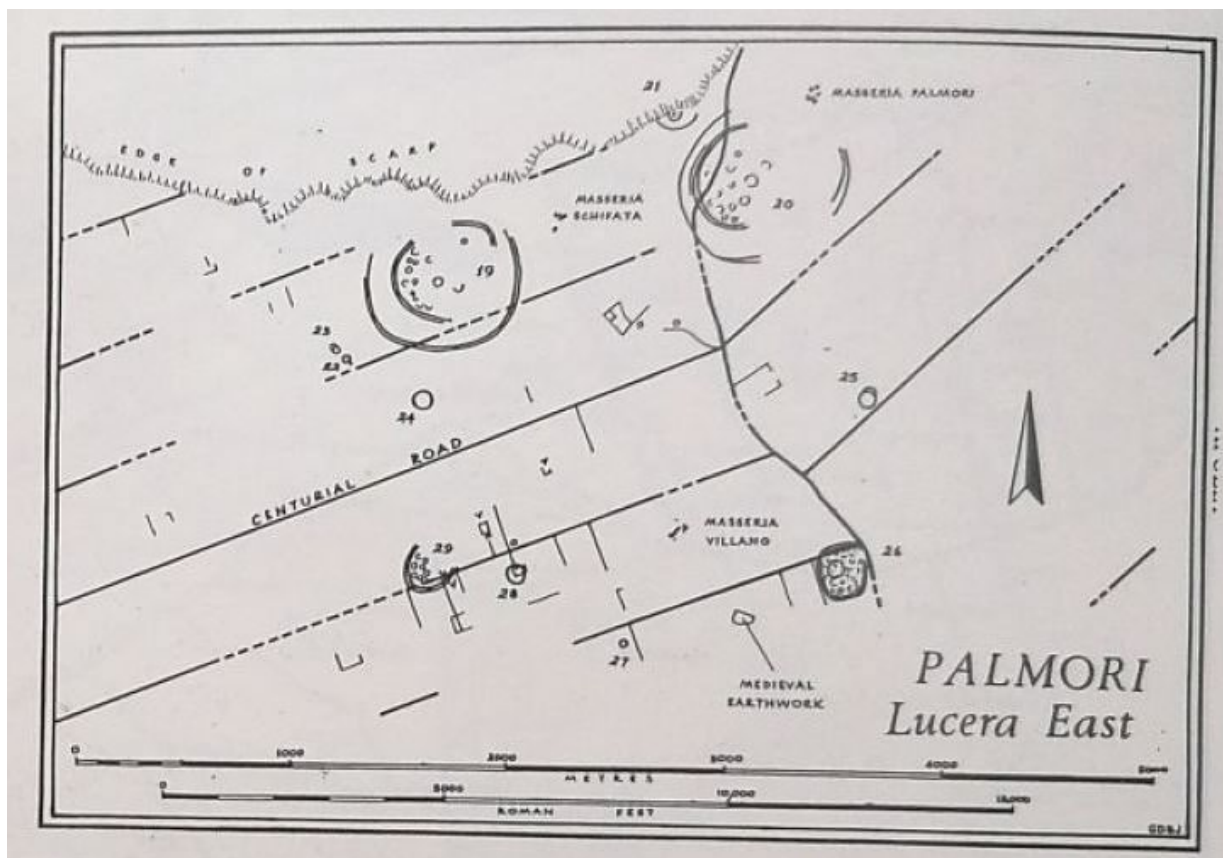 21
MASSERIA PALMORI
EDGE OF SCARP
MASSERIA
SCHIFATA
20
19
23
22
25
24
CENTURIAL ROAD
29
MASSERIA
VILLANO
26
28
27
PALMORI
Lucera East
MEDIEVAL
EARTHWORK
0 1000 2000 3000 4000 5000
METRES
0 5000 10,000 15,000
ROMAN FEET
GDBJ